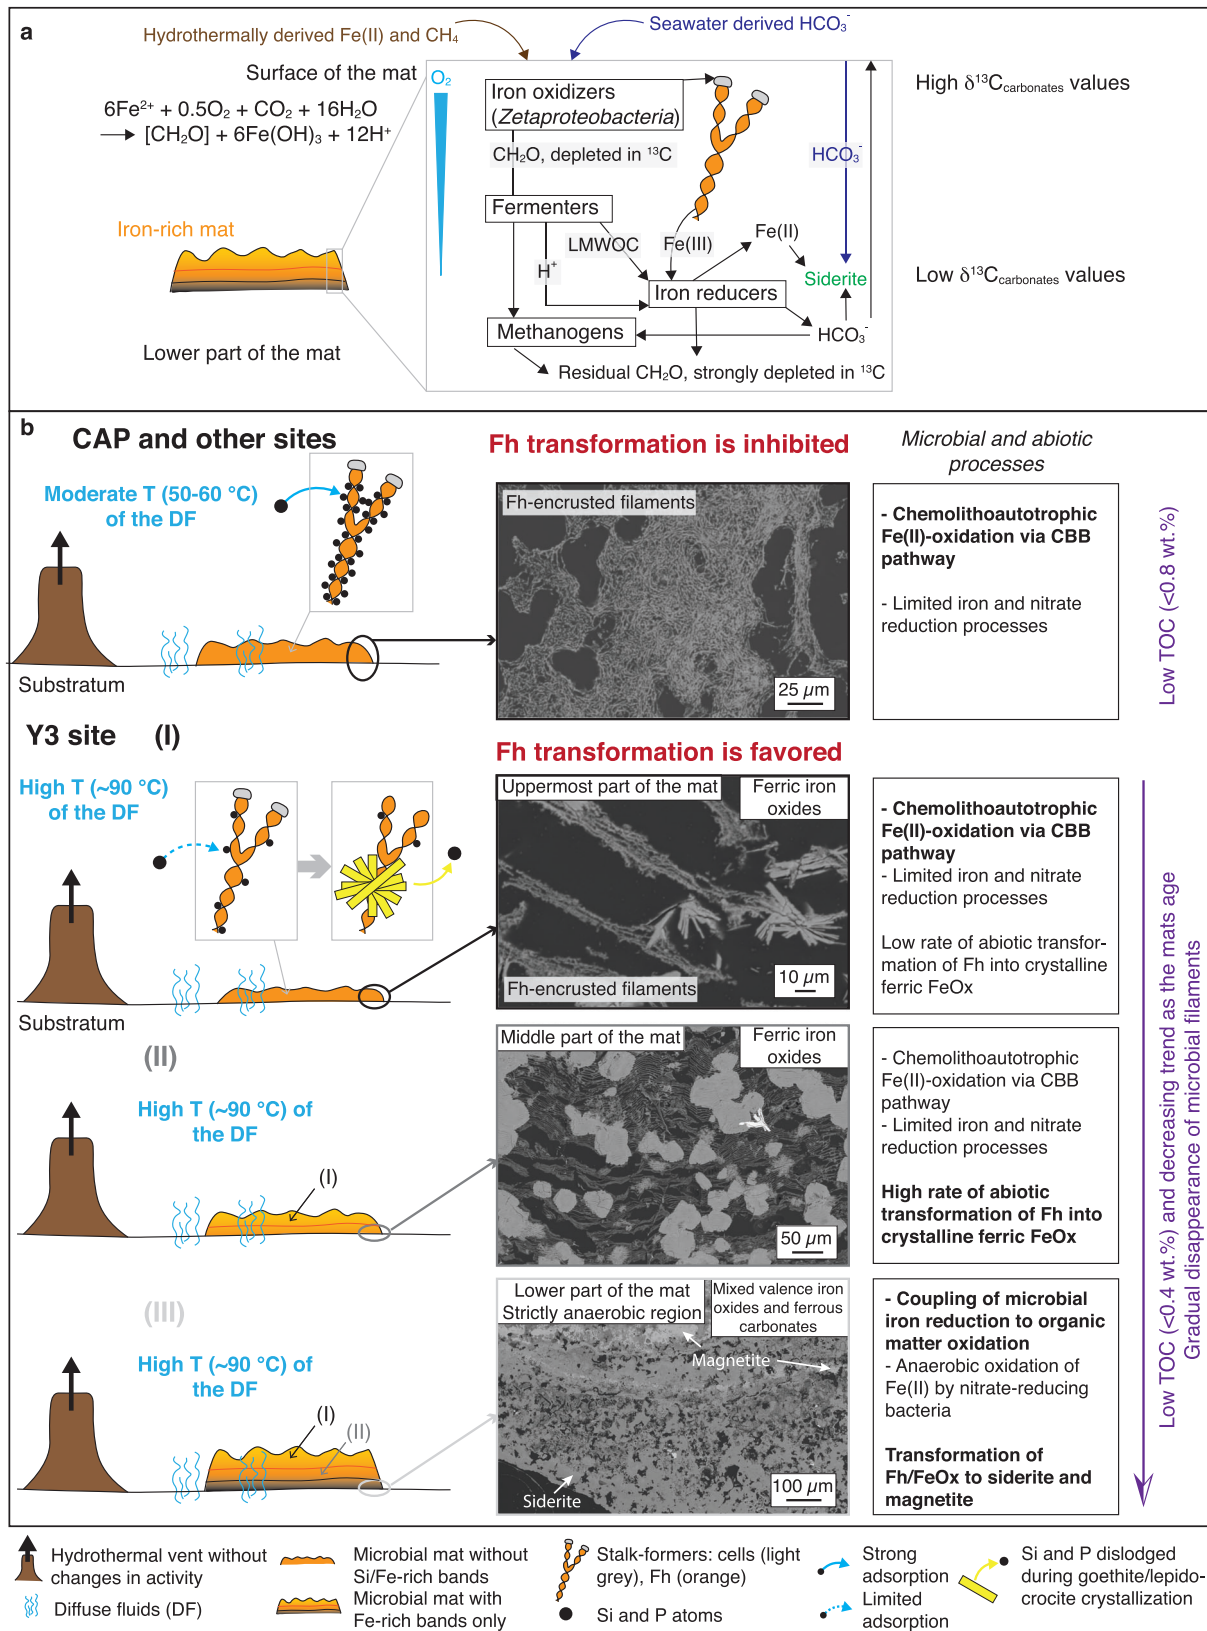 a
Hydrothermally derived Fe(II) and CH4
Seawater derived HCO3-
Surface of the mat
O2
6Fe2+ + 0.5O2 + CO2 + 16H2O
[CH2O] + 6Fe(OH)3 + 12H+
Iron oxidizers
(Zetaproteobacteria)
High δ13Ccarbonates values
CH2O, depleted in 13C
HCO3-
Fermenters
Iron-rich mat
LMWOC
Fe(III)
Fe(II)
H+
Siderite
Low δ13Ccarbonates values
Iron reducers
Methanogens
HCO3-
Lower part of the mat
Residual CH2O, strongly depleted in 13C
b
CAP and other sites
Fh transformation is inhibited
Microbial and abiotic
processes
Moderate T (50-60 °C)
of the DF
Fh-encrusted filaments
25 µm
- Chemolithoautotrophic
Fe(II)-oxidation via CBB
pathway
- Limited iron and nitrate
reduction processes
Low TOC (<0.8 wt.%)
Substratum
Y3 site (I)
Fh transformation is favored
High T (~90 °C)
of the DF
Uppermost part of the mat
Ferric iron
oxides
Fh-encrusted filaments
10 µm
- Chemolithoautotrophic
Fe(II)-oxidation via CBB
pathway
- Limited iron and nitrate
reduction processes
Low rate of abiotic transfor-
mation of Fh into crystalline
ferric FeOx
Substratum
(II)
High T (~90 °C) of
the DF
(I)
Middle part of the mat
Ferric iron
oxides
50 µm
- Chemolithoautotrophic
Fe(II)-oxidation via CBB
pathway
- Limited iron and nitrate
reduction processes
High rate of abiotic
transformation of Fh into
crystalline ferric FeOx
Low TOC (<0.4 wt.%) and decreasing trend as the mats age
Gradual disappearance of microbial filaments
(III)
High T (~90 °C) of
the DF
(I)
(II)
Lower part of the mat
Strictly anaerobic region
Mixed valence iron
oxides and ferrous
carbonates
Magnetite
Siderite
100 µm
- Coupling of microbial
iron reduction to organic
matter oxidation
- Anaerobic oxidation of
Fe(II) by nitrate-reducing
bacteria
Transformation of
Fh/FeOx to siderite and
magnetite
Hydrothermal vent without
changes in activity
Diffuse fluids (DF)
Microbial mat without
Si/Fe-rich bands
Microbial mat with
Fe-rich bands only
Stalk-formers: cells (light
grey), Fh (orange)
Si and P atoms
Strong
adsorption
Limited
adsorption
Si and P dislodged
during goethite/lepido-
crocite crystallization